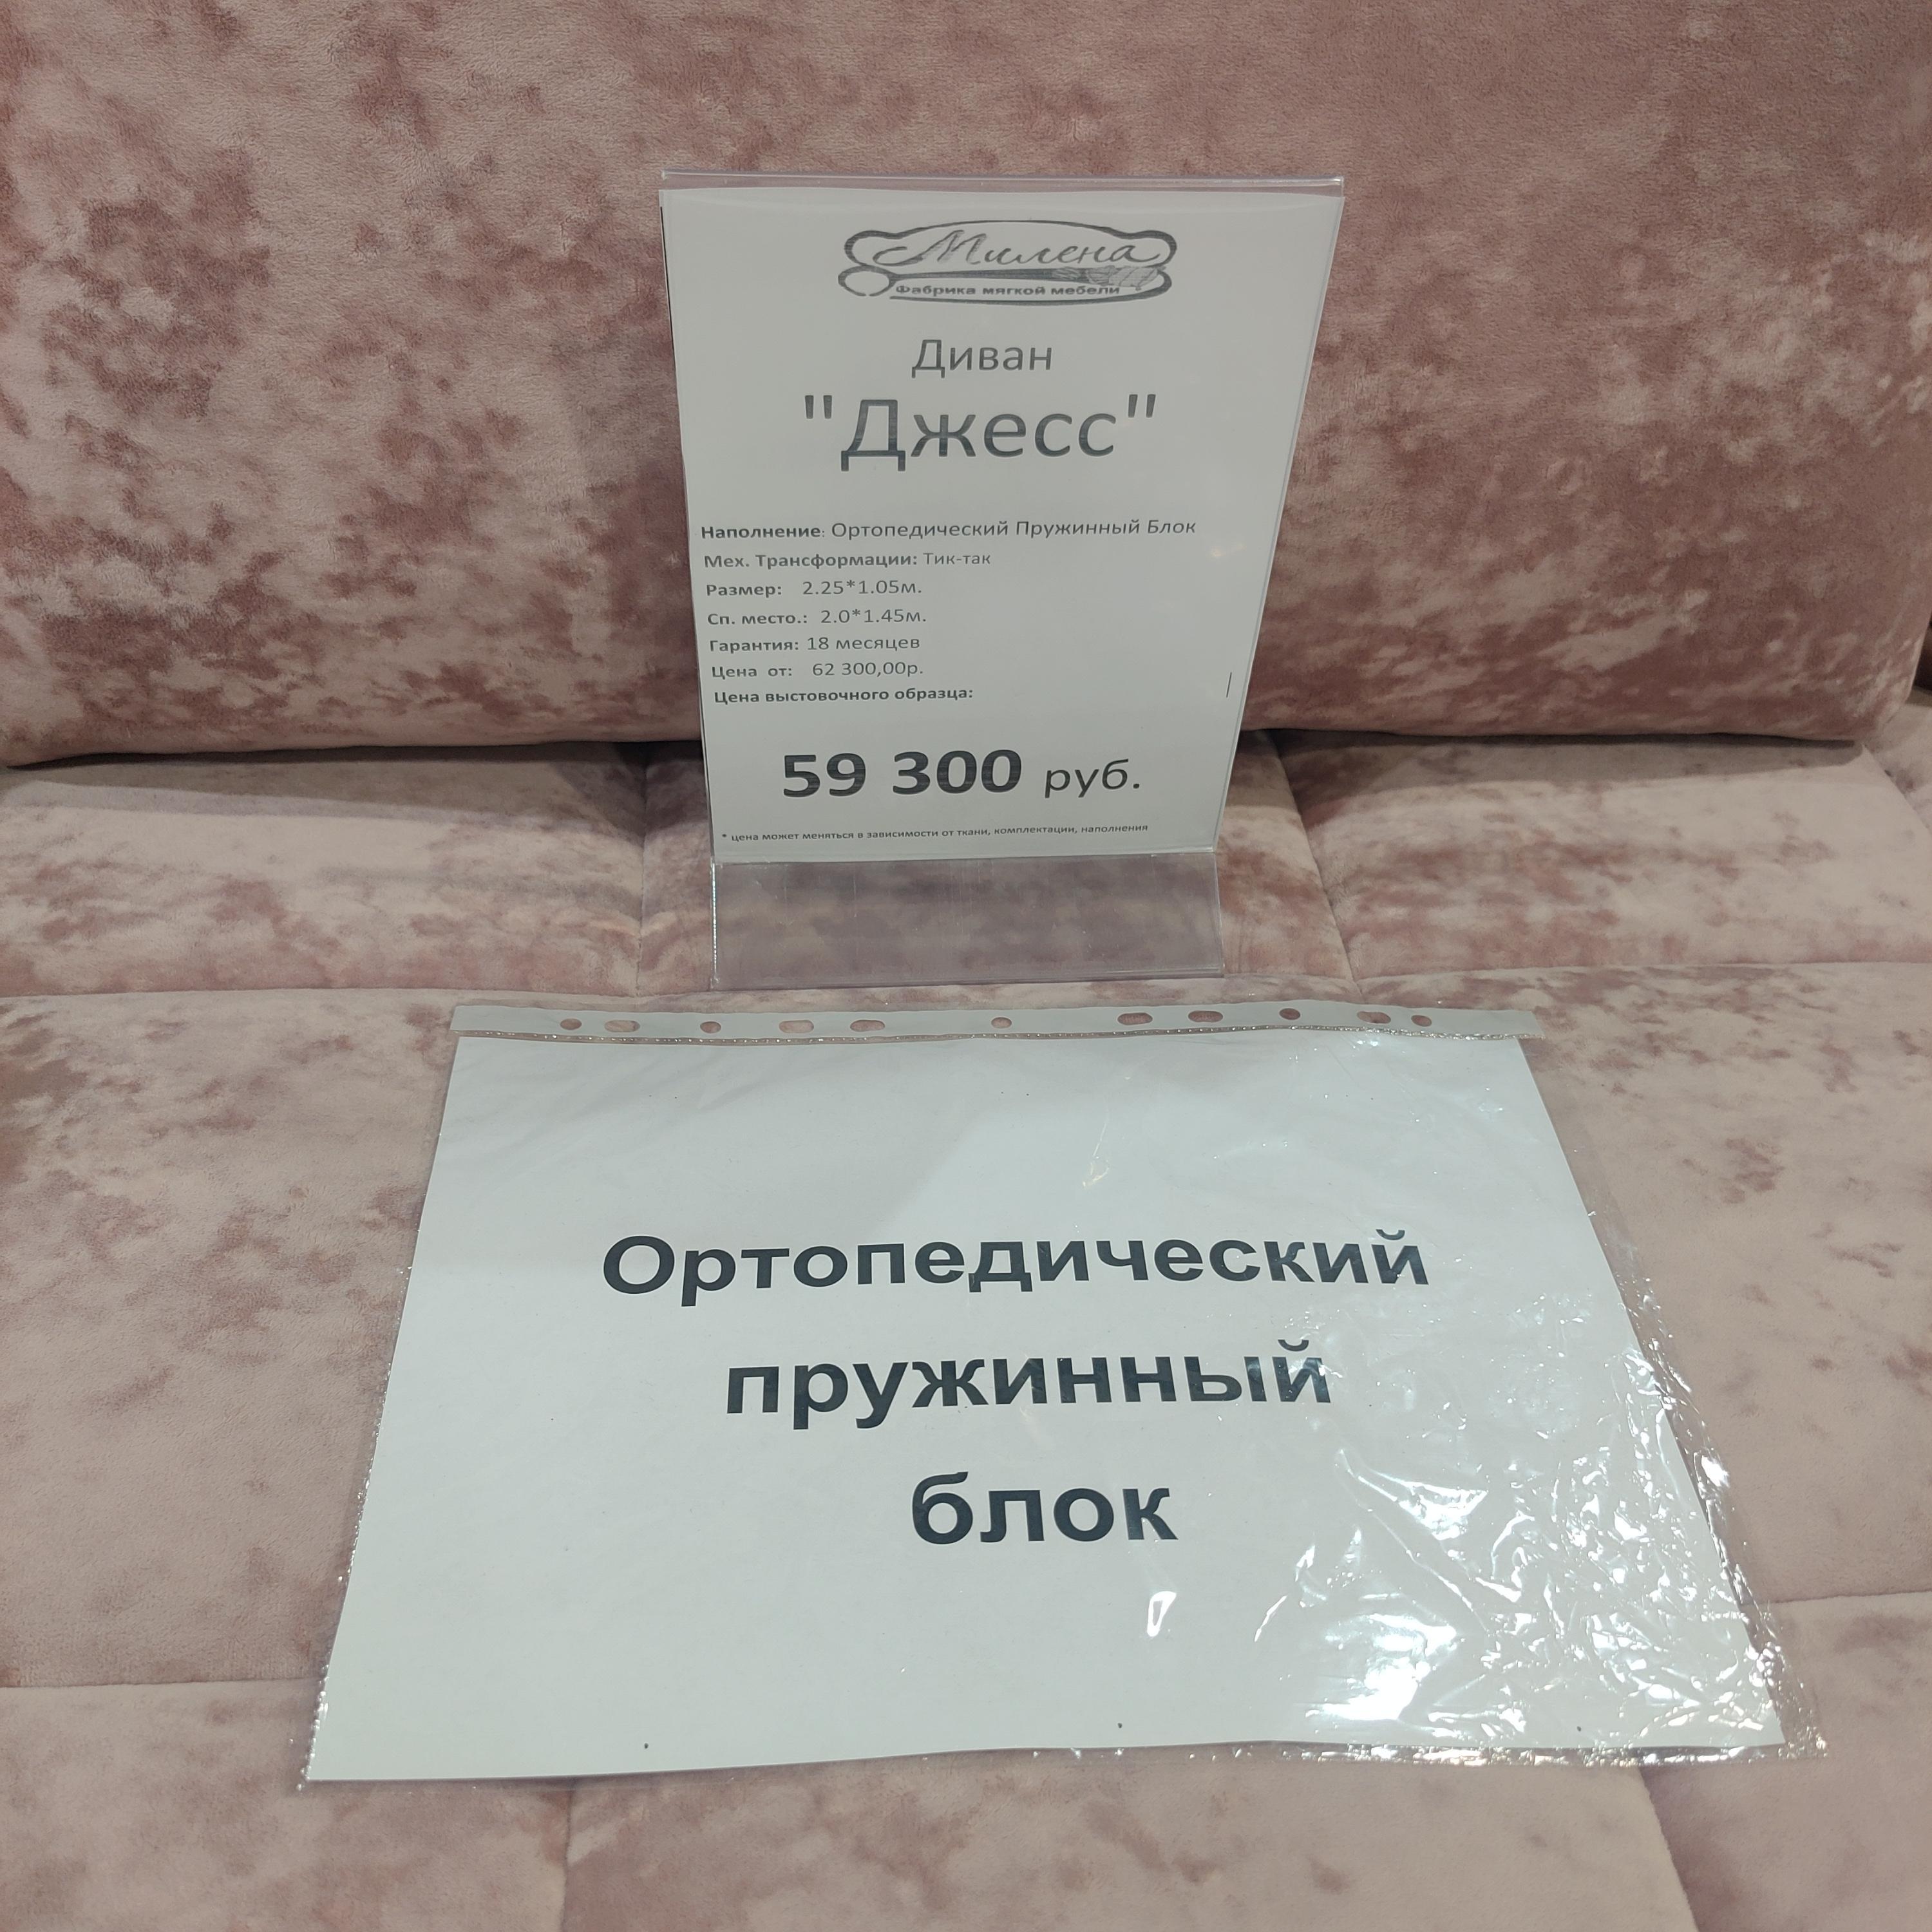 Милена
Фабрика мягкой мебели
Диван
"Джесс"
Наполнение: Ортопедический Пружинный Блок
Мех. Трансформации: Тик-так
Размер: 2.25*1.05м.
Сп. место.: 2.0*1.45м.
Гарантия: 18 месяцев
Цена от: 62 300,00р.
Цена выстовочного образца:
59 300 руб.
* цена может меняться в зависимости от ткани, комплектации, наполнения
Ортопедический
пружинный
блок